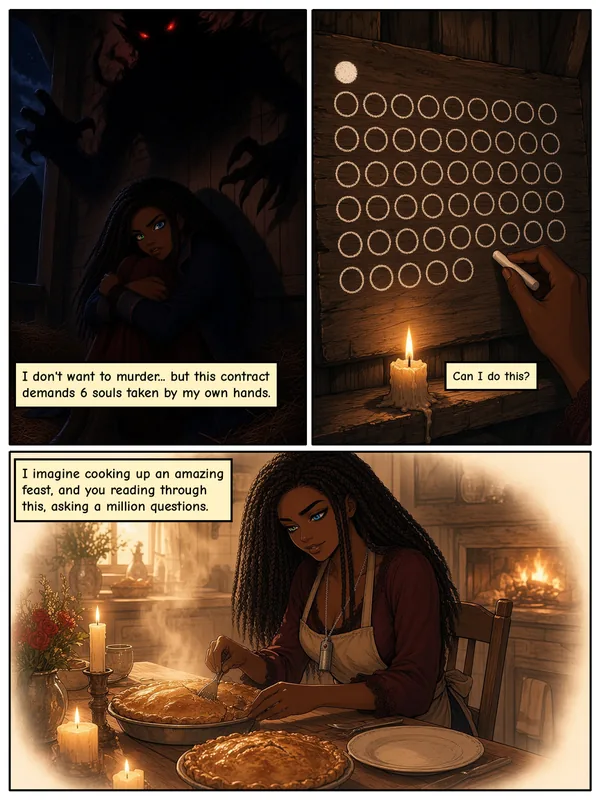 I don't want to murder... but this contract
demands 6 souls taken by my own hands.
Can I do this?
I imagine cooking up an amazing
feast, and you reading through
this, asking a million questions.